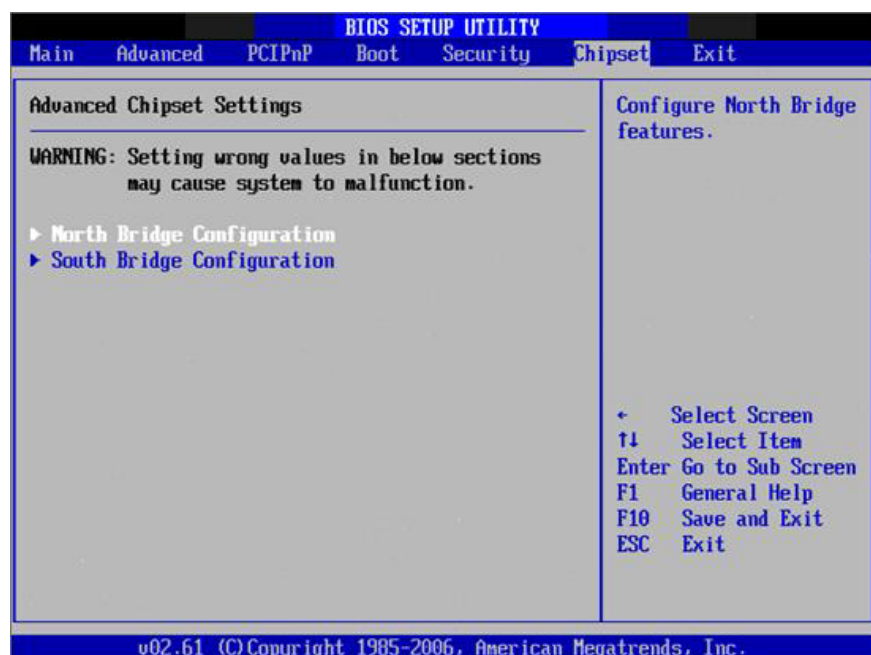 BIOS SETUP UTILITY
Main Advanced PCIPnP Boot Security Chipset Exit
Advanced Chipset Settings
WARNING: Setting wrong values in below sections
may cause system to malfunction.
▶ North Bridge Configuration
▶ South Bridge Configuration
Configure North Bridge
features.
← Select Screen
↑↓ Select Item
Enter Go to Sub Screen
F1 General Help
F10 Save and Exit
ESC Exit
v02.61 (C)Copyright 1985-2006, American Megatrends, Inc.